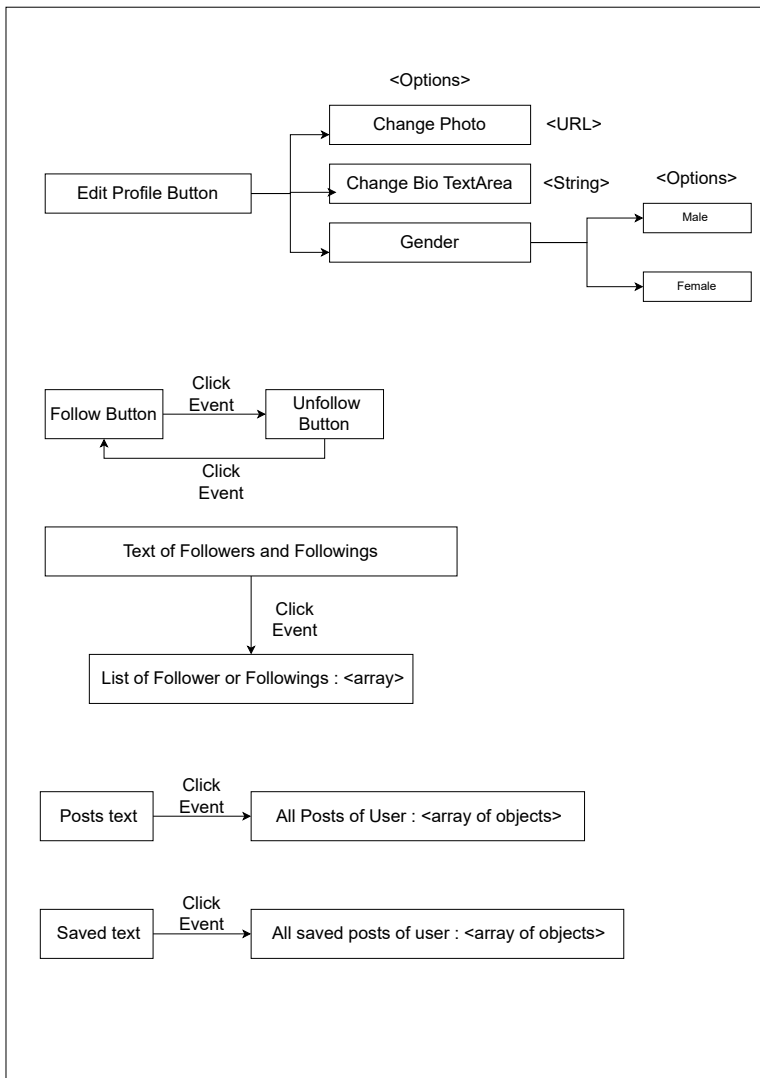 <Options>
Change Photo
<URL>
Edit Profile Button
Change Bio TextArea
<String>
<Options>
Gender
Male
Female
Follow Button
Click
Event
Unfollow
Button
Click
Event
Text of Followers and Followings
Click
Event
List of Follower or Followings : <array>
Posts text
Click
Event
All Posts of User : <array of objects>
Saved text
Click
Event
All saved posts of user : <array of objects>